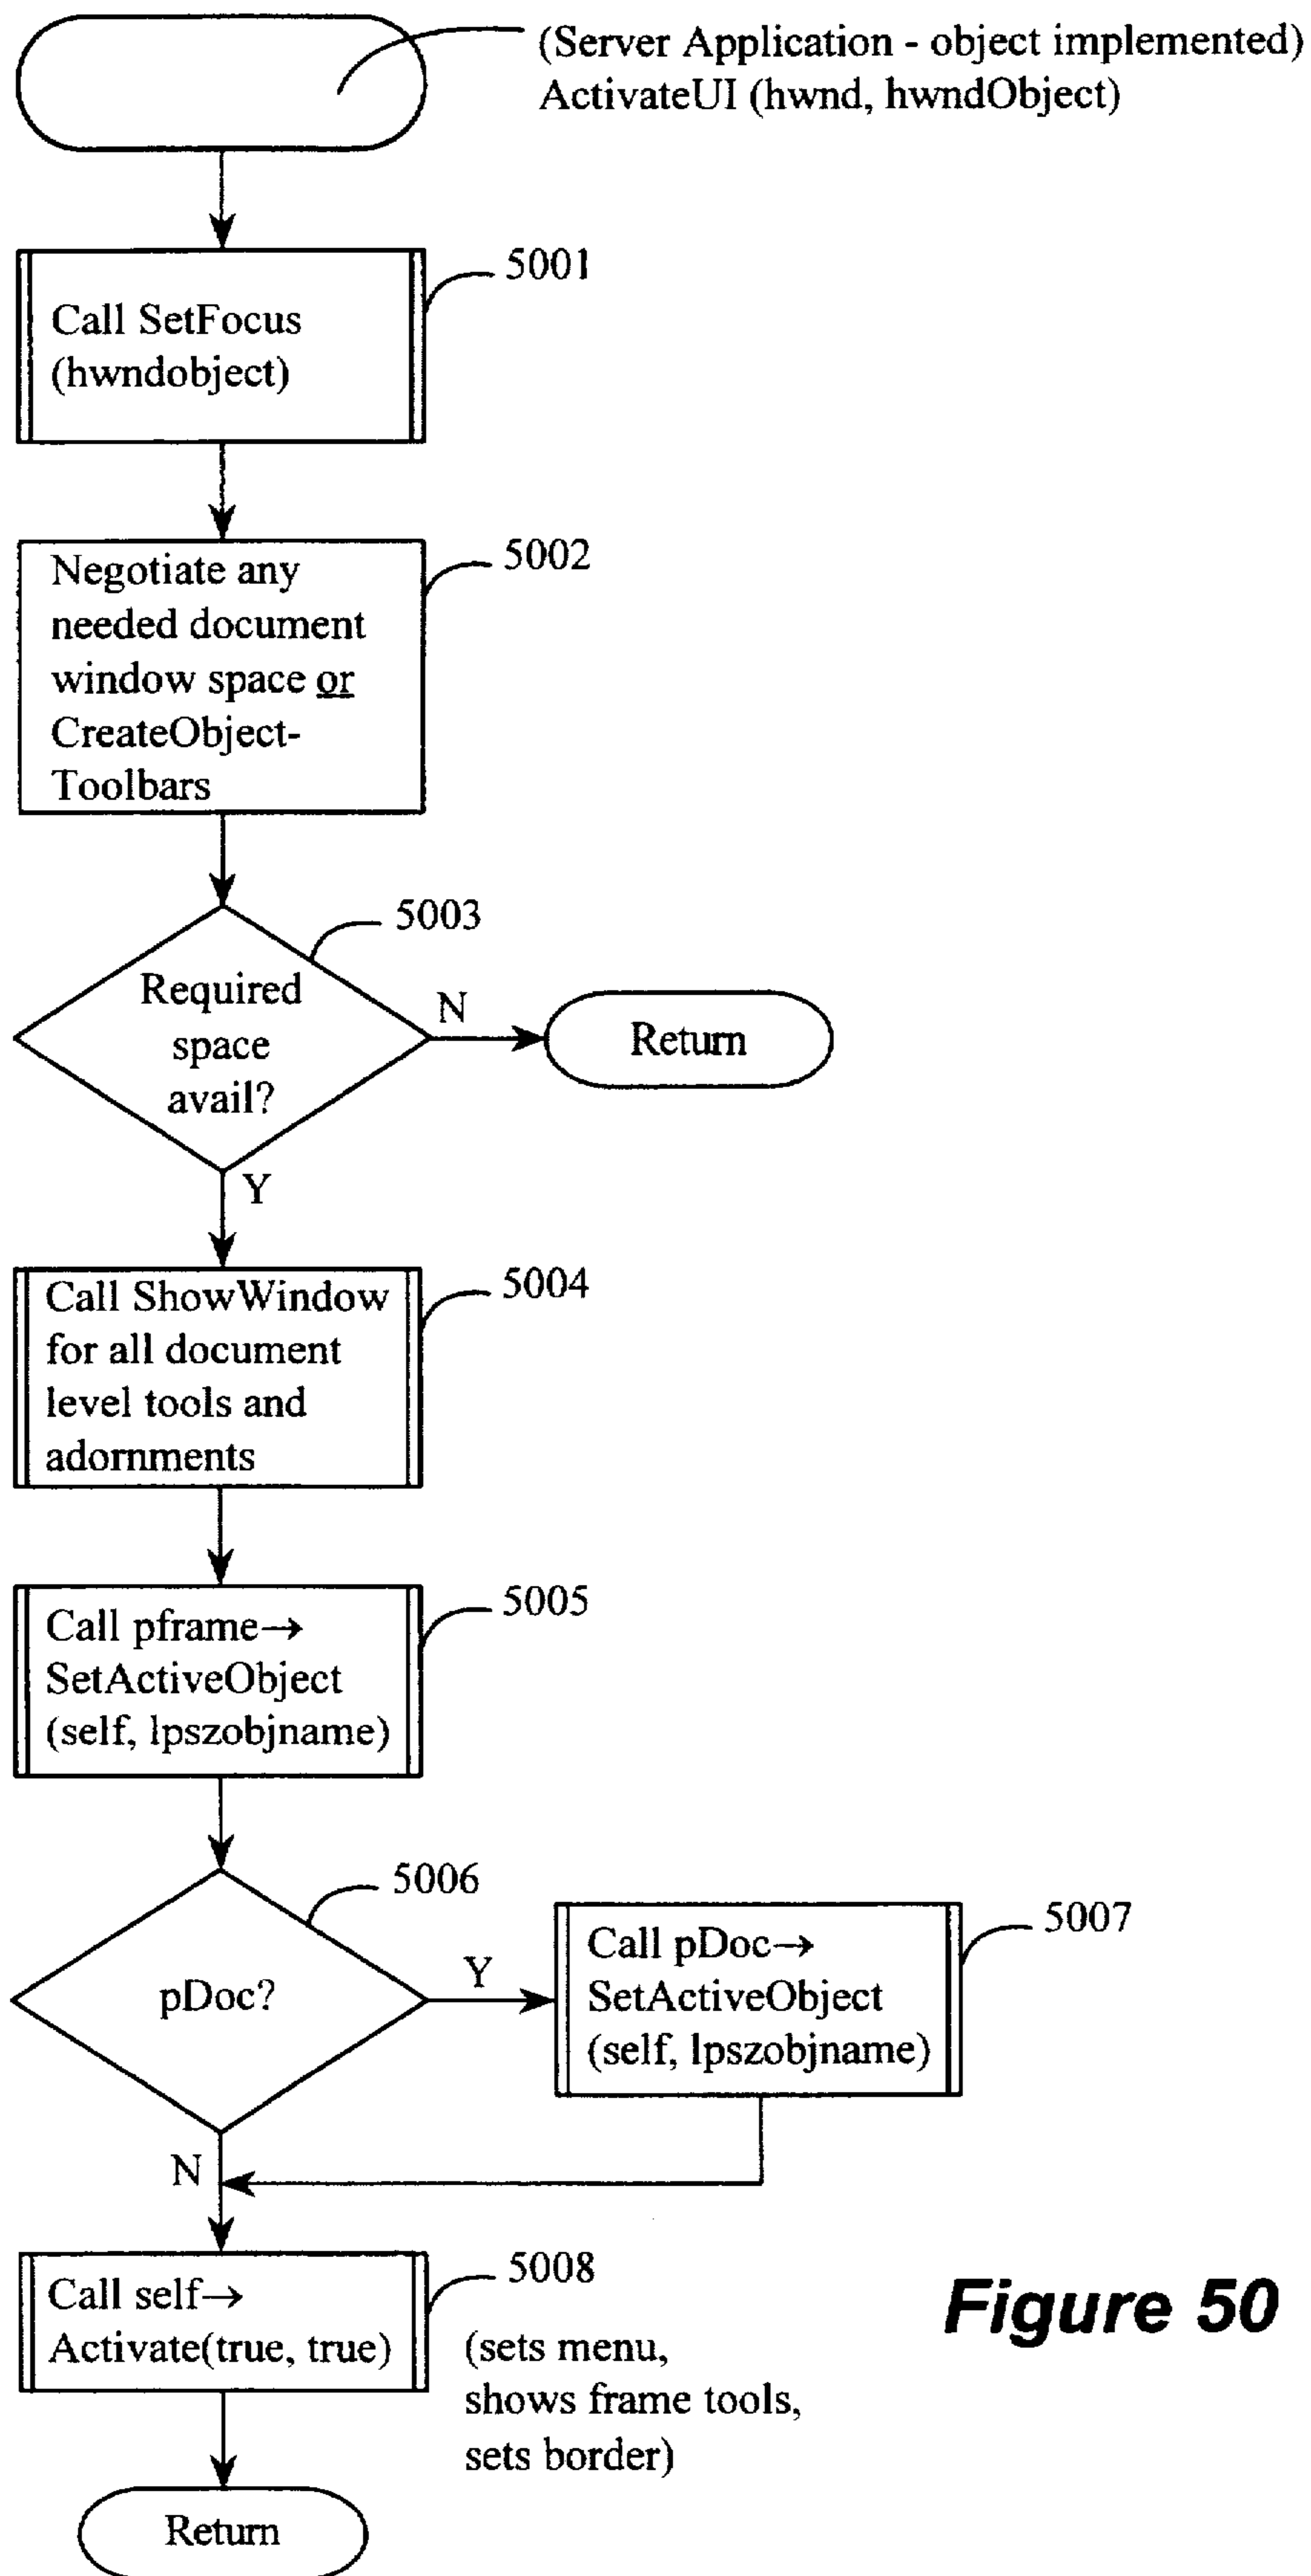 (Server Application - object implemented)
ActivateUI (hwnd, hwndObject)
5001
Call SetFocus
(hwndobject)
5002
Negotiate any
needed document
window space or
CreateObject-
Toolbars
5003
Required
space
avail?
N
Return
Y
5004
Call ShowWindow
for all document
level tools and
adornments
5005
Call pframe→
SetActiveObject
(self, lpszobjname)
5006
pDoc?
Y
5007
Call pDoc→
SetActiveObject
(self, lpszobjname)
N
5008
Call self→
Activate(true, true)
(sets menu,
shows frame tools,
sets border)
Return
Figure 50